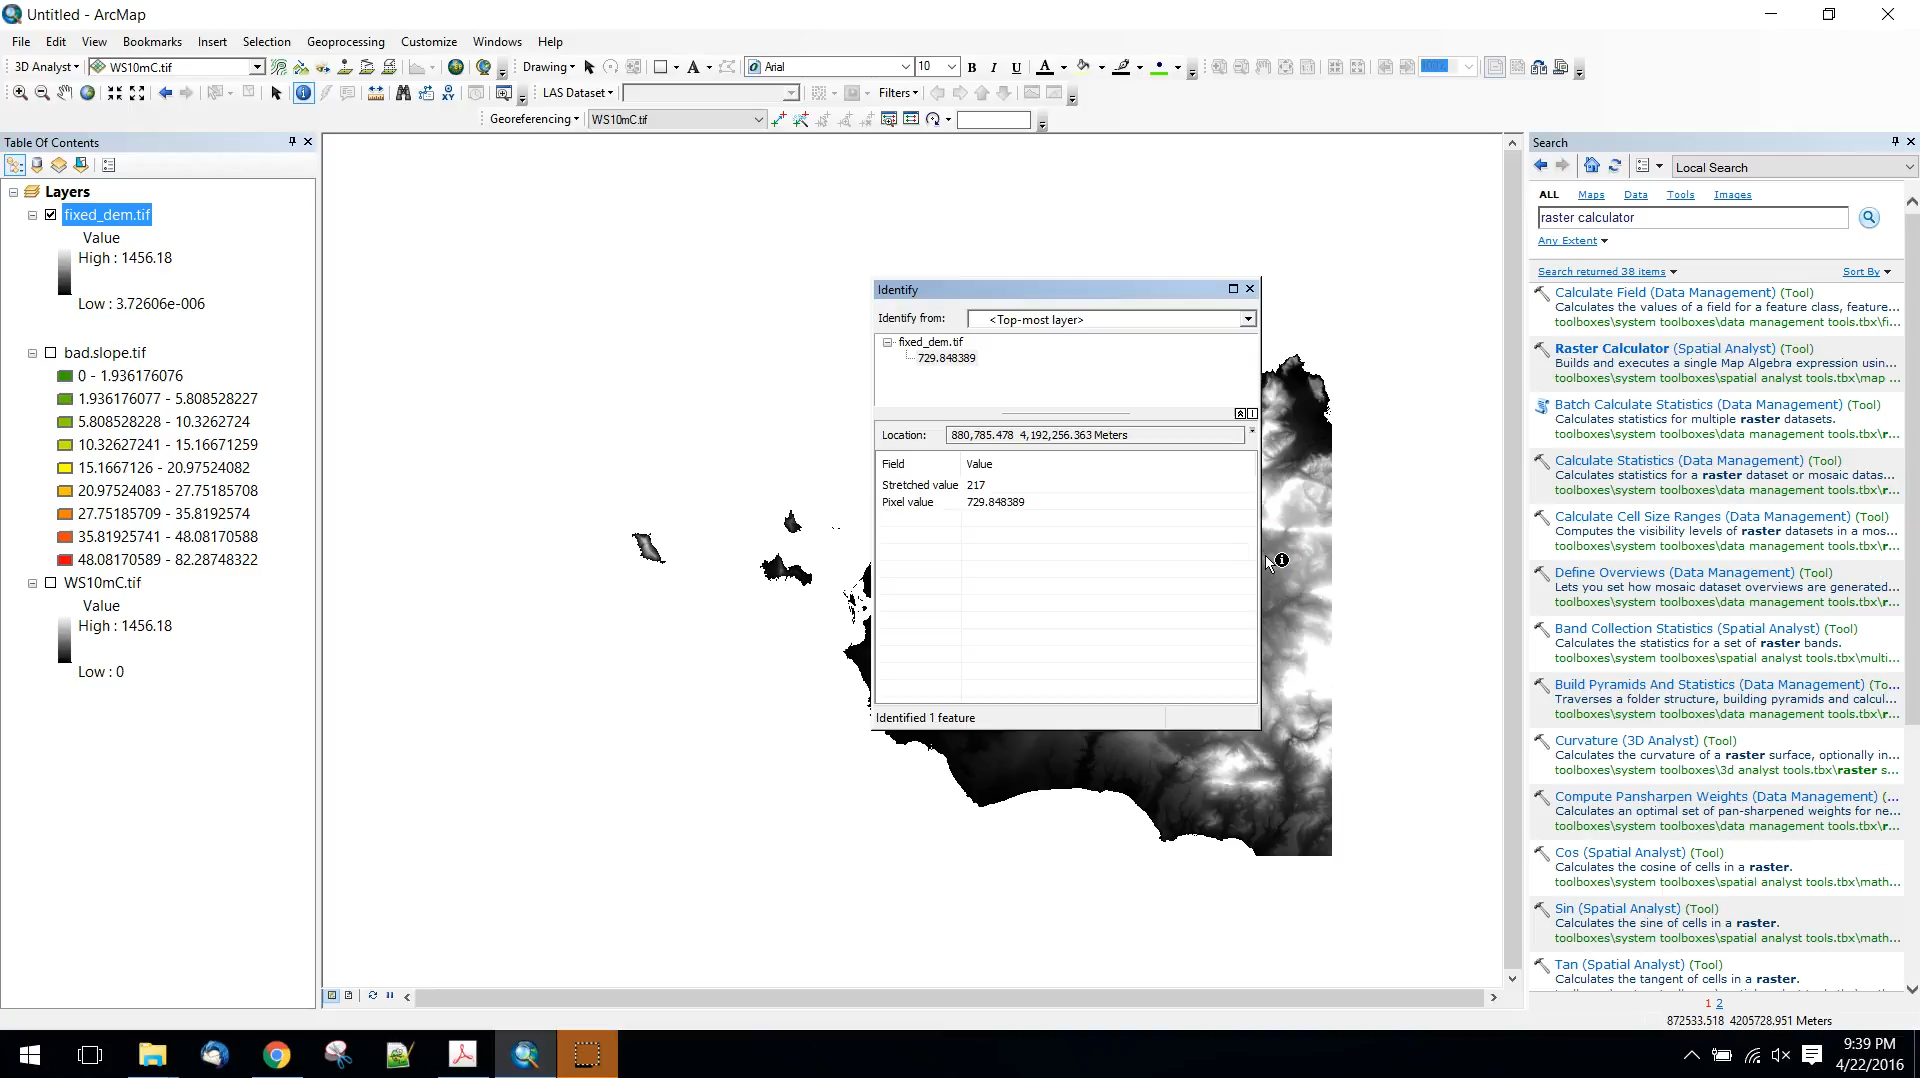 Untitled - ArcMap
File Edit View Bookmarks Insert Selection Geoprocessing Customize Windows Help
3D Analyst WS10mC.tif Drawing A Arial 10 B I U A
LAS Dataset Filters
Georeferencing WS10mC.tif
Table Of Contents
Layers
fixed_dem.tif
Value
High : 1456.18
Low : 3.72606e-006
bad.slope.tif
0 - 1.936176076
1.936176077 - 5.808528227
5.808528228 - 10.3262724
10.32627241 - 15.16671259
15.1667126 - 20.97524082
20.97524083 - 27.75185708
27.75185709 - 35.8192574
35.81925741 - 48.08170588
48.08170589 - 82.28748322
WS10mC.tif
Value
High : 1456.18
Low : 0
Identify
Identify from: <Top-most layer>
fixed_dem.tif
729.848389
Location: 880,785.478 4,192,256.363 Meters
Field Value
Stretched value 217
Pixel value 729.848389
Identified 1 feature
Search
Local Search
ALL Maps Data Tools Images
raster calculator
Any Extent
Search returned 38 items Sort By
Calculate Field (Data Management) (Tool)
Calculates the values of a field for a feature class, feature...
toolboxes\system toolboxes\data management tools.tbx\fi...
Raster Calculator (Spatial Analyst) (Tool)
Builds and executes a single Map Algebra expression usin...
toolboxes\system toolboxes\spatial analyst tools.tbx\map ...
Batch Calculate Statistics (Data Management) (Tool)
Calculates statistics for multiple raster datasets.
toolboxes\system toolboxes\data management tools.tbx\r...
Calculate Statistics (Data Management) (Tool)
Calculates statistics for a raster dataset or mosaic datas...
toolboxes\system toolboxes\data management tools.tbx\r...
Calculate Cell Size Ranges (Data Management) (Tool)
Computes the visibility levels of raster datasets in a mos...
toolboxes\system toolboxes\data management tools.tbx\r...
Define Overviews (Data Management) (Tool)
Lets you set how mosaic dataset overviews are generated...
toolboxes\system toolboxes\data management tools.tbx\r...
Band Collection Statistics (Spatial Analyst) (Tool)
Calculates the statistics for a set of raster bands.
toolboxes\system toolboxes\spatial analyst tools.tbx\multi...
Build Pyramids And Statistics (Data Management) (To...
Traverses a folder structure, building pyramids and calcul...
toolboxes\system toolboxes\data management tools.tbx\r...
Curvature (3D Analyst) (Tool)
Calculates the curvature of a raster surface, optionally in...
toolboxes\system toolboxes\3d analyst tools.tbx\raster s...
Compute Pansharpen Weights (Data Management) (...
Calculates an optimal set of pan-sharpened weights for ne...
toolboxes\system toolboxes\data management tools.tbx\r...
Cos (Spatial Analyst) (Tool)
Calculates the cosine of cells in a raster.
toolboxes\system toolboxes\spatial analyst tools.tbx\math...
Sin (Spatial Analyst) (Tool)
Calculates the sine of cells in a raster.
toolboxes\system toolboxes\spatial analyst tools.tbx\math...
Tan (Spatial Analyst) (Tool)
Calculates the tangent of cells in a raster.
1 2
872533.518 4205728.951 Meters
9:39 PM
4/22/2016